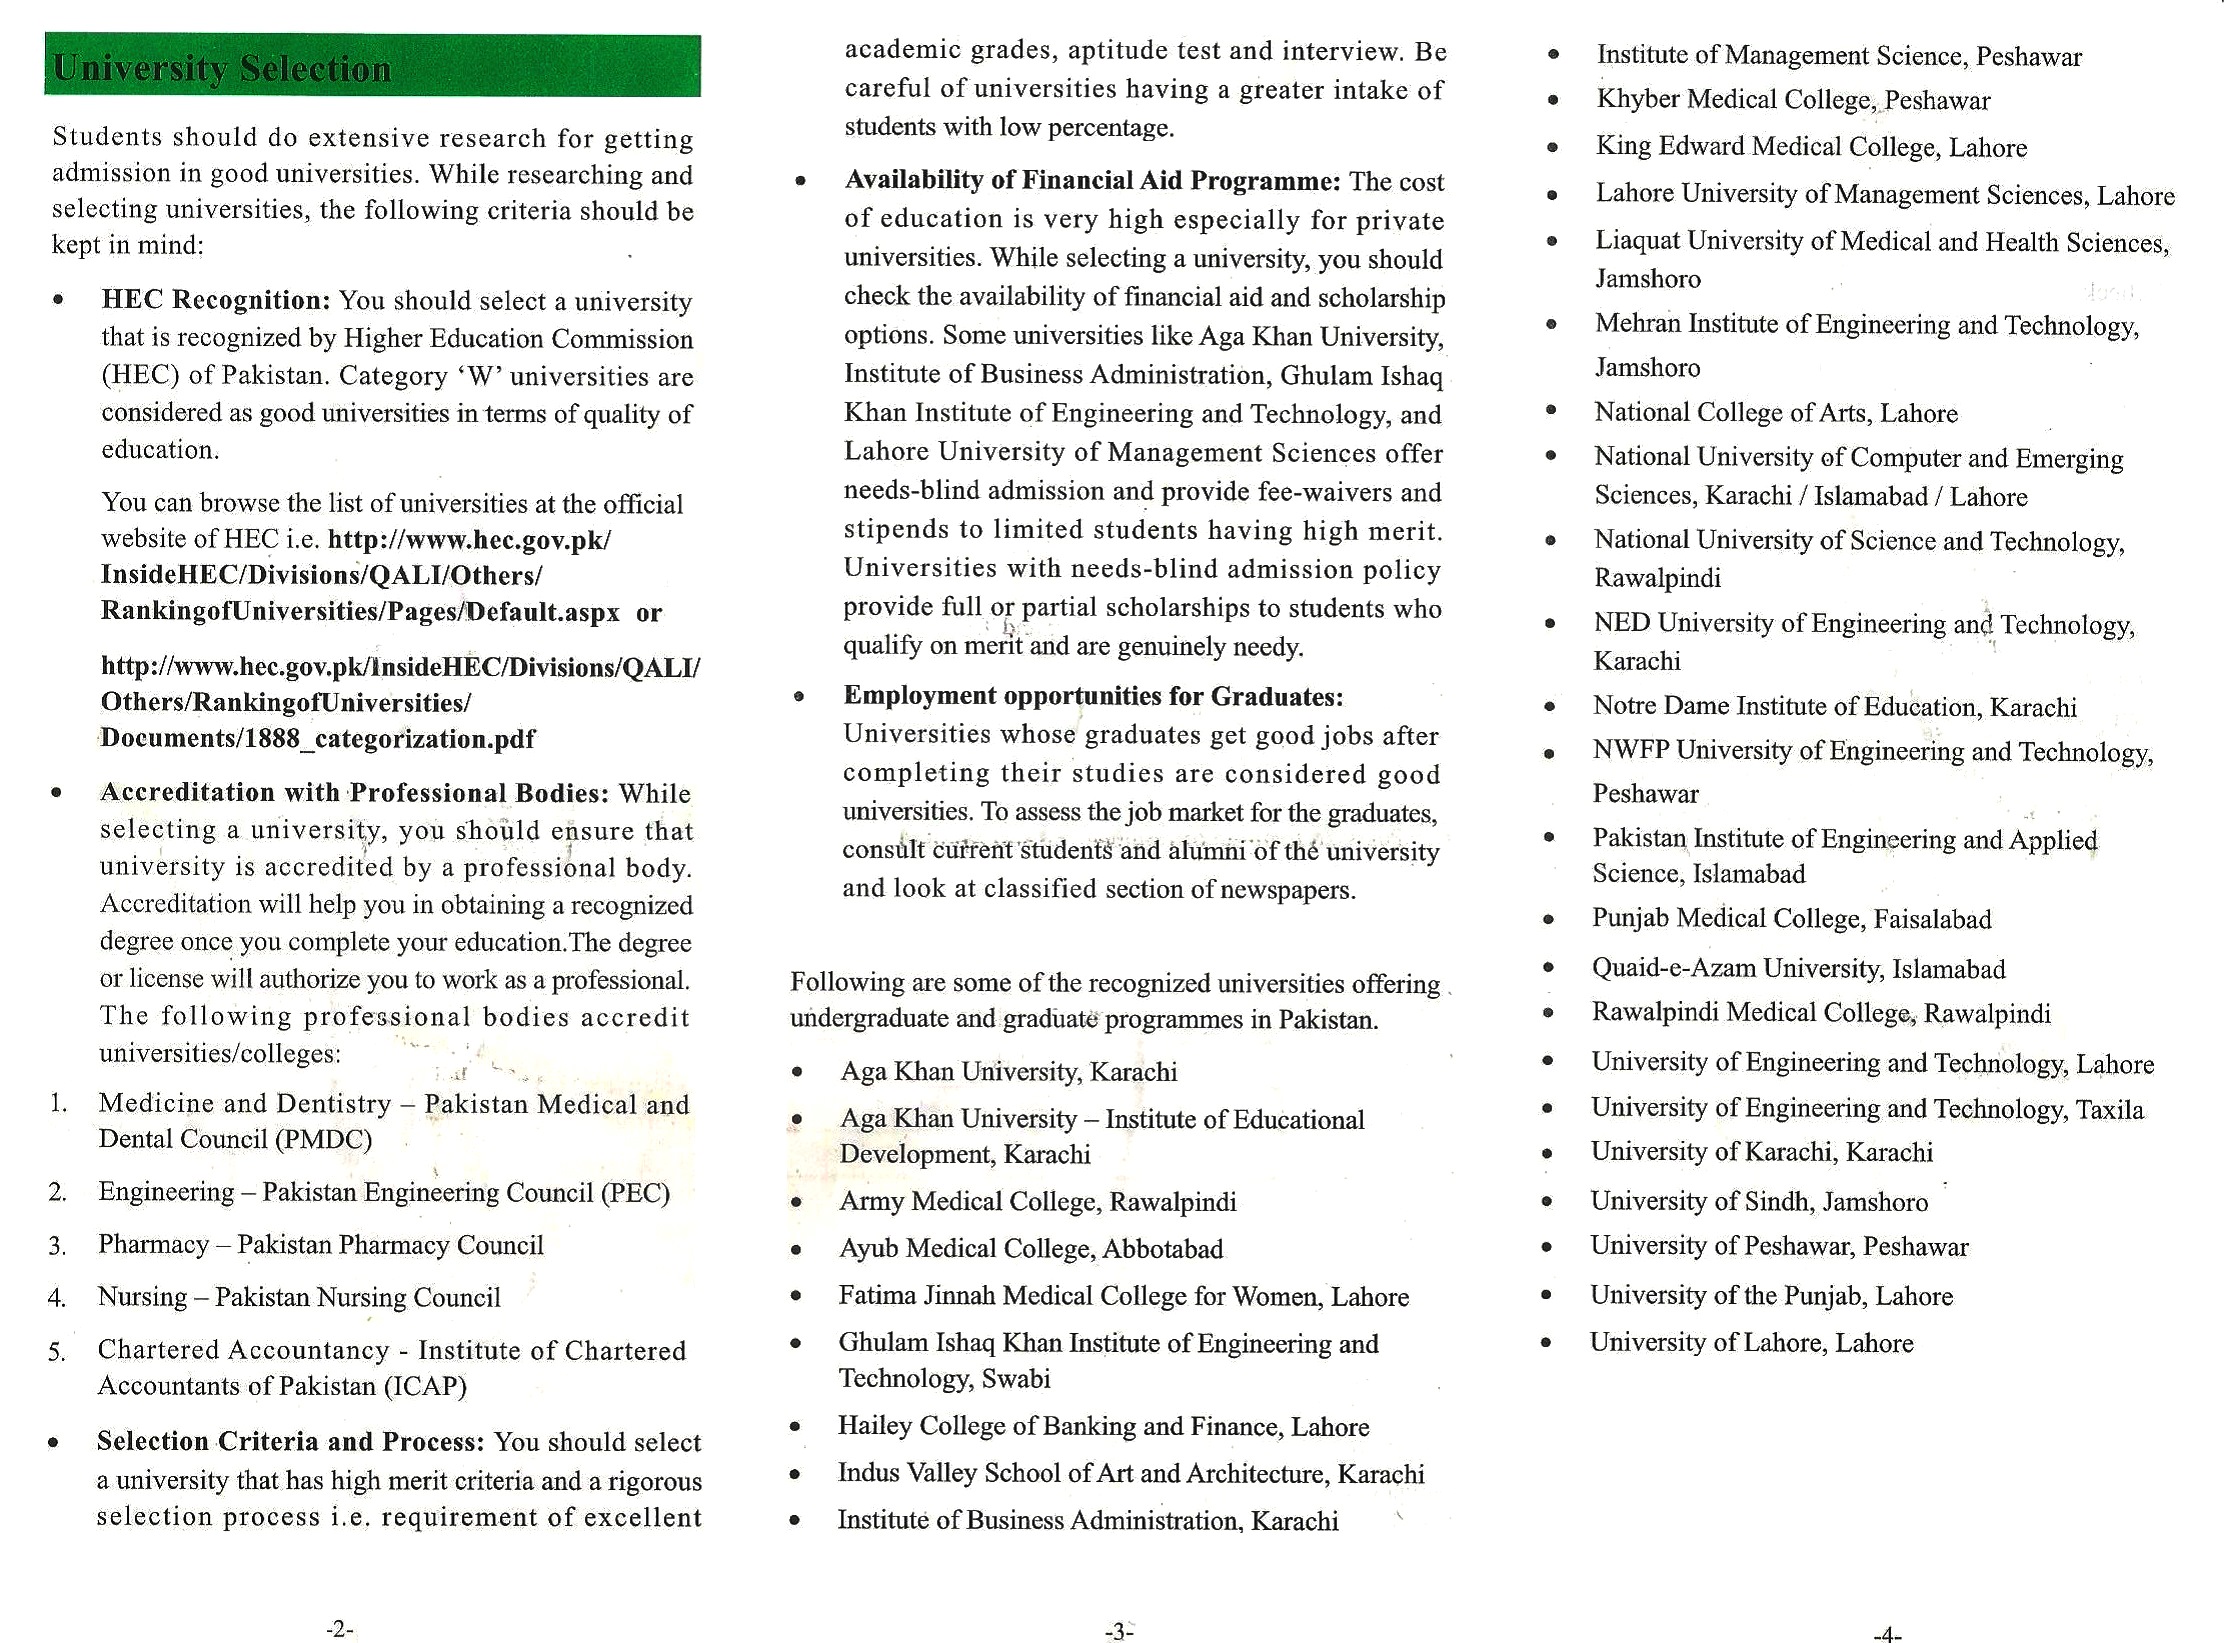 University Selection
Students should do extensive research for getting
admission in good universities. While researching and
selecting universities, the following criteria should be
kept in mind:
• HEC Recognition: You should select a university
that is recognized by Higher Education Commission
(HEC) of Pakistan. Category ‘W’ universities are
considered as good universities in terms of quality of
education.
You can browse the list of universities at the official
website of HEC i.e. http://www.hec.gov.pk/
InsideHEC/Divisions/QALI/Others/
RankingofUniversities/Pages/Default.aspx or
http://www.hec.gov.pk/InsideHEC/Divisions/QALI/
Others/RankingofUniversities/
Documents/1888_categorization.pdf
• Accreditation with Professional Bodies: While
selecting a university, you should ensure that
university is accredited by a professional body.
Accreditation will help you in obtaining a recognized
degree once you complete your education.The degree
or license will authorize you to work as a professional.
The following professional bodies accredit
universities/colleges:
1. Medicine and Dentistry – Pakistan Medical and
Dental Council (PMDC)
2. Engineering – Pakistan Engineering Council (PEC)
3. Pharmacy – Pakistan Pharmacy Council
4. Nursing – Pakistan Nursing Council
5. Chartered Accountancy - Institute of Chartered
Accountants of Pakistan (ICAP)
• Selection Criteria and Process: You should select
a university that has high merit criteria and a rigorous
selection process i.e. requirement of excellent
-2-
academic grades, aptitude test and interview. Be
careful of universities having a greater intake of
students with low percentage.
• Availability of Financial Aid Programme: The cost
of education is very high especially for private
universities. While selecting a university, you should
check the availability of financial aid and scholarship
options. Some universities like Aga Khan University,
Institute of Business Administration, Ghulam Ishaq
Khan Institute of Engineering and Technology, and
Lahore University of Management Sciences offer
needs-blind admission and provide fee-waivers and
stipends to limited students having high merit.
Universities with needs-blind admission policy
provide full or partial scholarships to students who
qualify on merit and are genuinely needy.
• Employment opportunities for Graduates:
Universities whose graduates get good jobs after
completing their studies are considered good
universities. To assess the job market for the graduates,
consult current students and alumni of the university
and look at classified section of newspapers.
Following are some of the recognized universities offering
undergraduate and graduate programmes in Pakistan.
• Aga Khan University, Karachi
• Aga Khan University – Institute of Educational
Development, Karachi
• Army Medical College, Rawalpindi
• Ayub Medical College, Abbotabad
• Fatima Jinnah Medical College for Women, Lahore
• Ghulam Ishaq Khan Institute of Engineering and
Technology, Swabi
• Hailey College of Banking and Finance, Lahore
• Indus Valley School of Art and Architecture, Karachi
• Institute of Business Administration, Karachi
-3-
• Institute of Management Science, Peshawar
• Khyber Medical College, Peshawar
• King Edward Medical College, Lahore
• Lahore University of Management Sciences, Lahore
• Liaquat University of Medical and Health Sciences,
Jamshoro
• Mehran Institute of Engineering and Technology,
Jamshoro
• National College of Arts, Lahore
• National University of Computer and Emerging
Sciences, Karachi / Islamabad / Lahore
• National University of Science and Technology,
Rawalpindi
• NED University of Engineering and Technology,
Karachi
• Notre Dame Institute of Education, Karachi
• NWFP University of Engineering and Technology,
Peshawar
• Pakistan Institute of Engineering and Applied
Science, Islamabad
• Punjab Medical College, Faisalabad
• Quaid-e-Azam University, Islamabad
• Rawalpindi Medical College, Rawalpindi
• University of Engineering and Technology, Lahore
• University of Engineering and Technology, Taxila
• University of Karachi, Karachi
• University of Sindh, Jamshoro
• University of Peshawar, Peshawar
• University of the Punjab, Lahore
• University of Lahore, Lahore
-4-